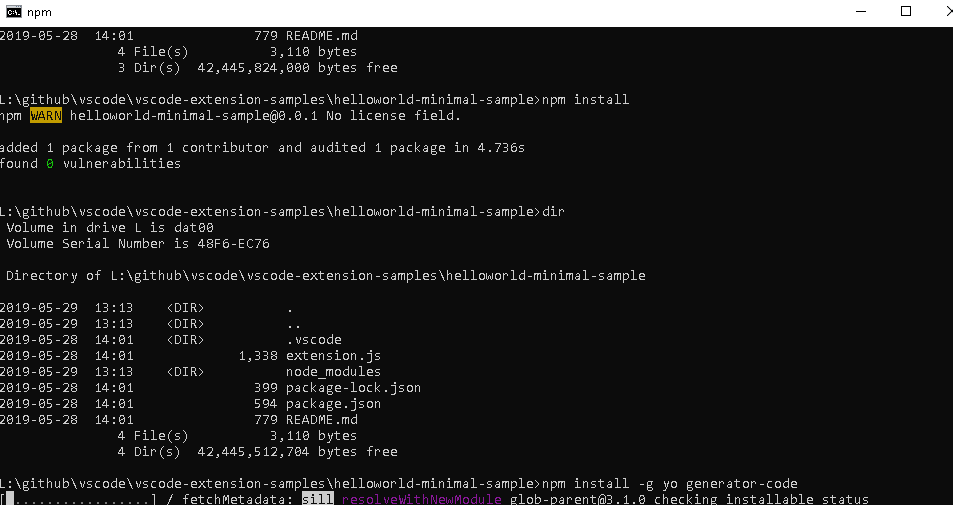 C:\. npm
2019-05-28  14:01               779 README.md
               4 File(s)          3,110 bytes
               3 Dir(s)  42,445,824,000 bytes free
L:\github\vscode\vscode-extension-samples\helloworld-minimal-sample>npm install
npm WARN helloworld-minimal-sample@0.0.1 No license field.
added 1 package from 1 contributor and audited 1 package in 4.736s
found 0 vulnerabilities
L:\github\vscode\vscode-extension-samples\helloworld-minimal-sample>dir
 Volume in drive L is dat00
 Volume Serial Number is 48F6-EC76
 Directory of L:\github\vscode\vscode-extension-samples\helloworld-minimal-sample
2019-05-29  13:13    <DIR>          .
2019-05-29  13:13    <DIR>          ..
2019-05-28  14:01    <DIR>          .vscode
2019-05-28  14:01             1,338 extension.js
2019-05-29  13:13    <DIR>          node_modules
2019-05-28  14:01               399 package-lock.json
2019-05-28  14:01               594 package.json
2019-05-28  14:01               779 README.md
               4 File(s)          3,110 bytes
               4 Dir(s)  42,445,512,704 bytes free
L:\github\vscode\vscode-extension-samples\helloworld-minimal-sample>npm install -g yo generator-code
[ .................] / fetchMetadata: sill resolveWithNewModule glob-parent@3.1.0 checking installable status